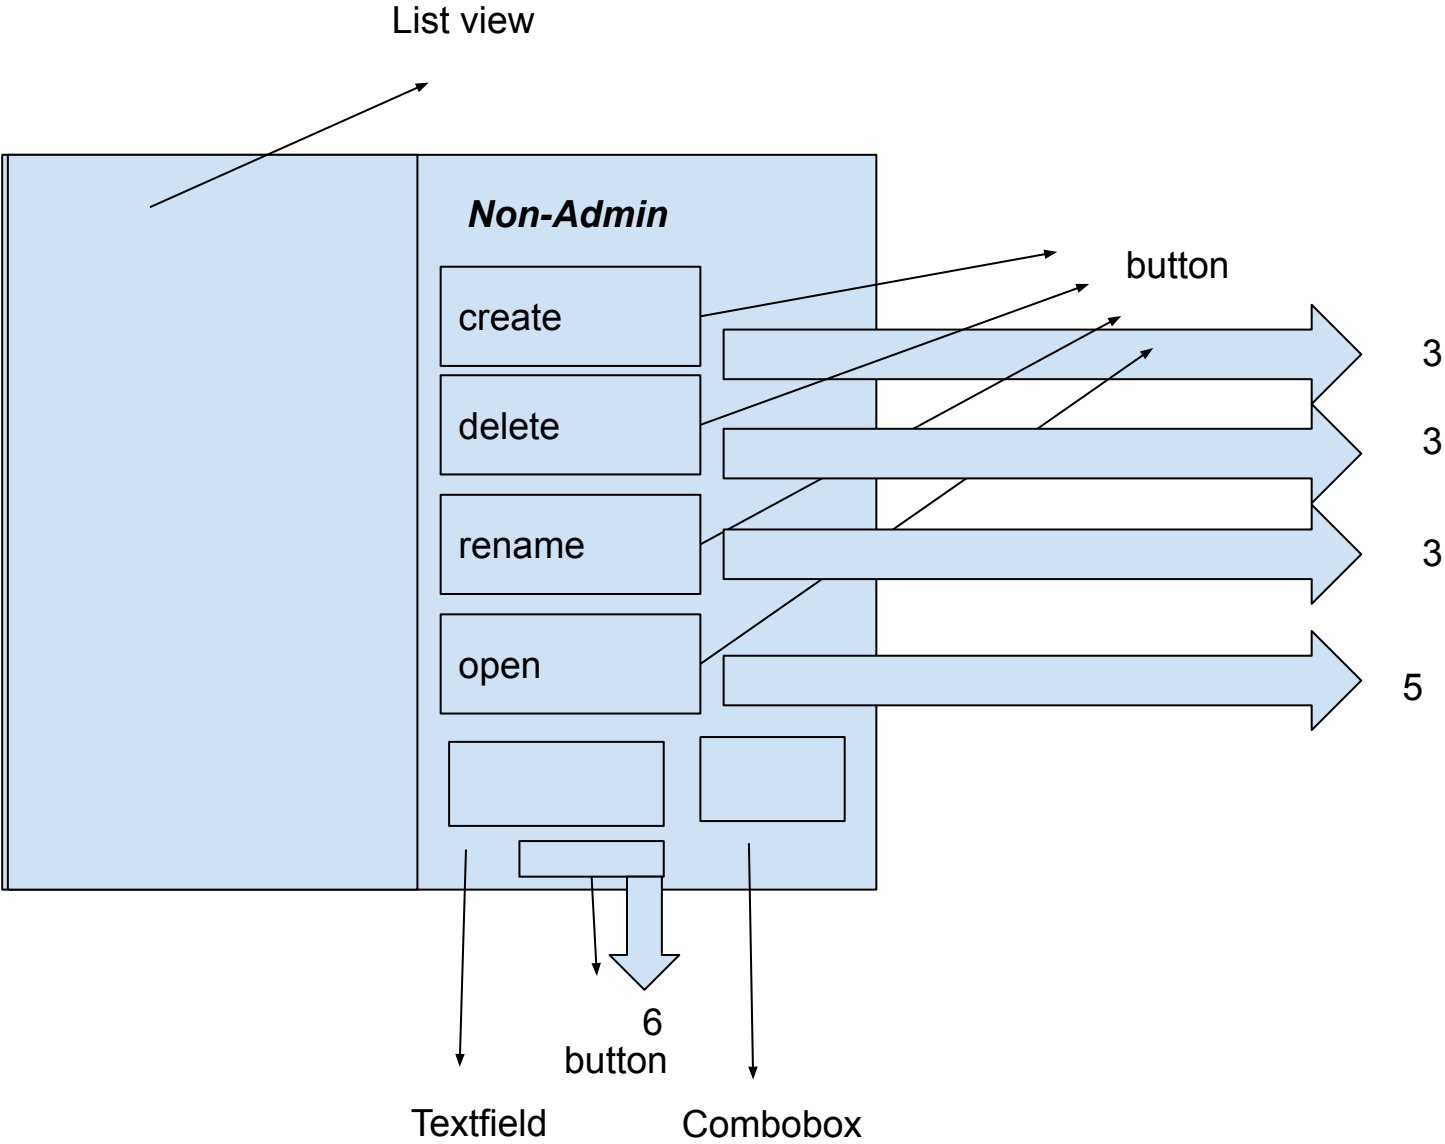 List view
Non-Admin
create
button
3
delete
3
rename
3
open
5
6
button
Textfield
Combobox